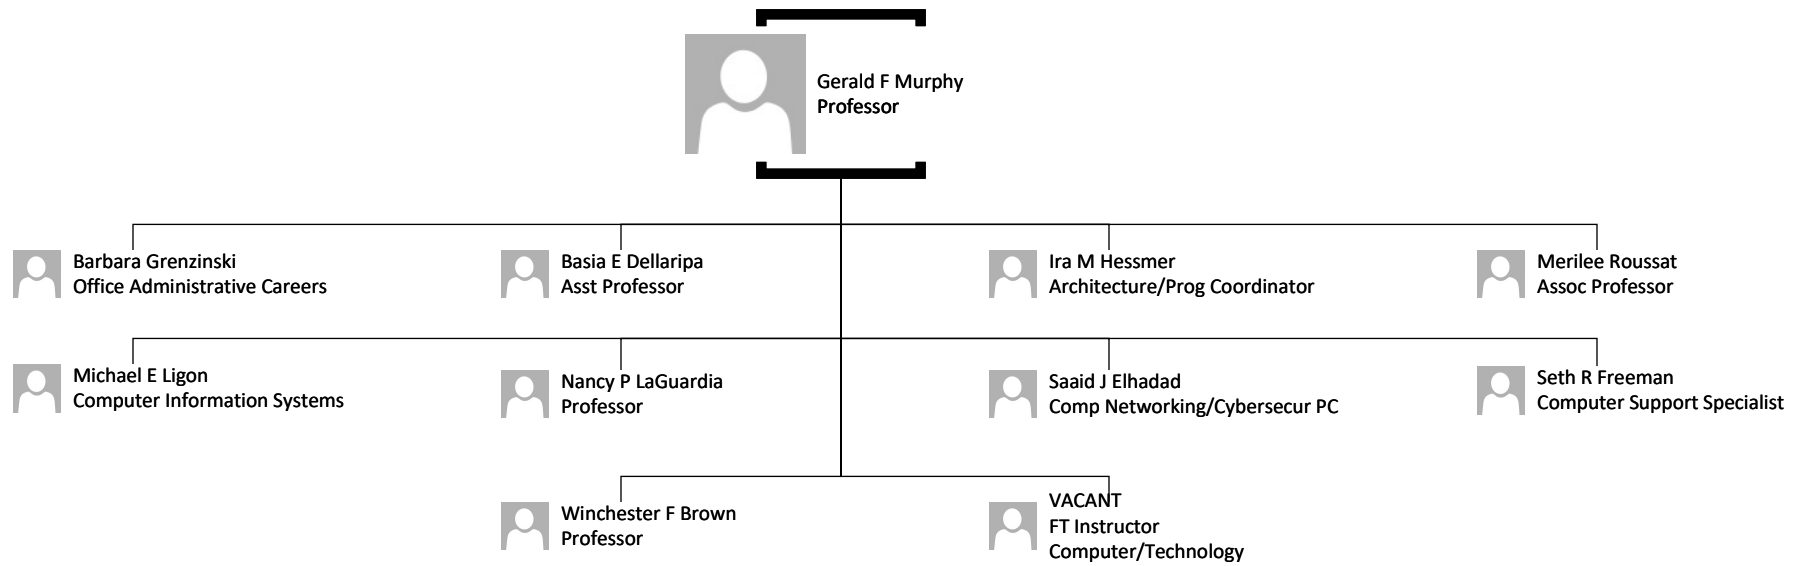 Gerald F Murphy
Professor
Barbara Grenzinski
Office Administrative Careers
Basia E Dellaripa
Asst Professor
Ira M Hessmer
Architecture/Prog Coordinator
Merilee Roussat
Assoc Professor
Michael E Ligon
Computer Information Systems
Nancy P LaGuardia
Professor
Saaid J Elhadad
Comp Networking/Cybersecur PC
Seth R Freeman
Computer Support Specialist
Winchester F Brown
Professor
VACANT
FT Instructor
Computer/Technology